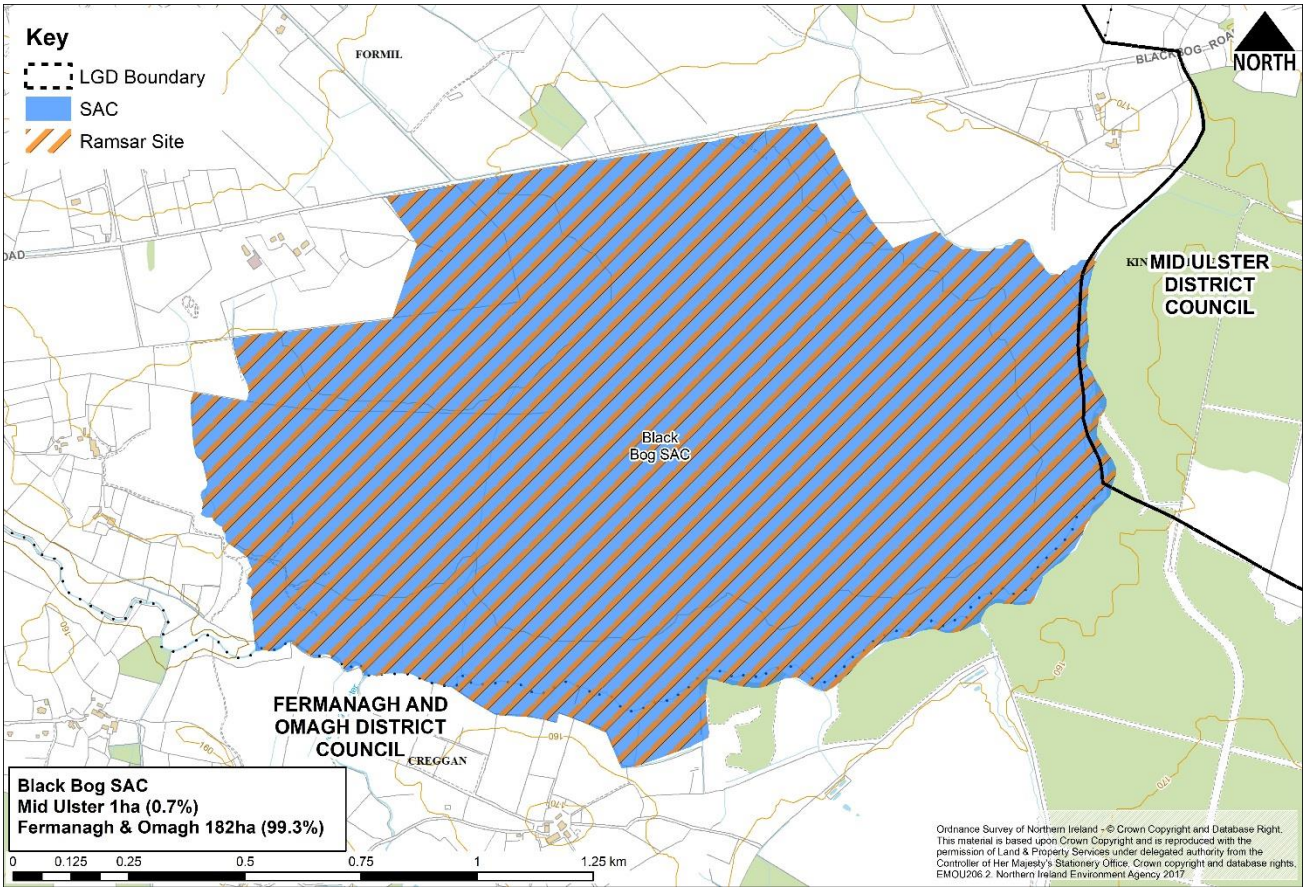 Key
LGD Boundary
SAC
Ramsar Site
FORMIL
BLACKBOG ROAD
NORTH
170
OAD
KIN
MID ULSTER
DISTRICT
COUNCIL
Black
Bog SAC
160
160
FERMANAGH AND
OMAGH DISTRICT
COUNCIL
CREGGAN
160
160
170
170
Black Bog SAC
Mid Ulster 1ha (0.7%)
Fermanagh & Omagh 182ha (99.3%)
0 0.125 0.25 0.5 0.75 1 1.25 km
Ordnance Survey of Northern Ireland - © Crown Copyright and Database Right.
This material is based upon Crown Copyright and is reproduced with the
permission of Land & Property Services under delegated authority from the
Controller of Her Majesty's Stationery Office, Crown copyright and database rights,
EMOU206.2. Northern Ireland Environment Agency 2017